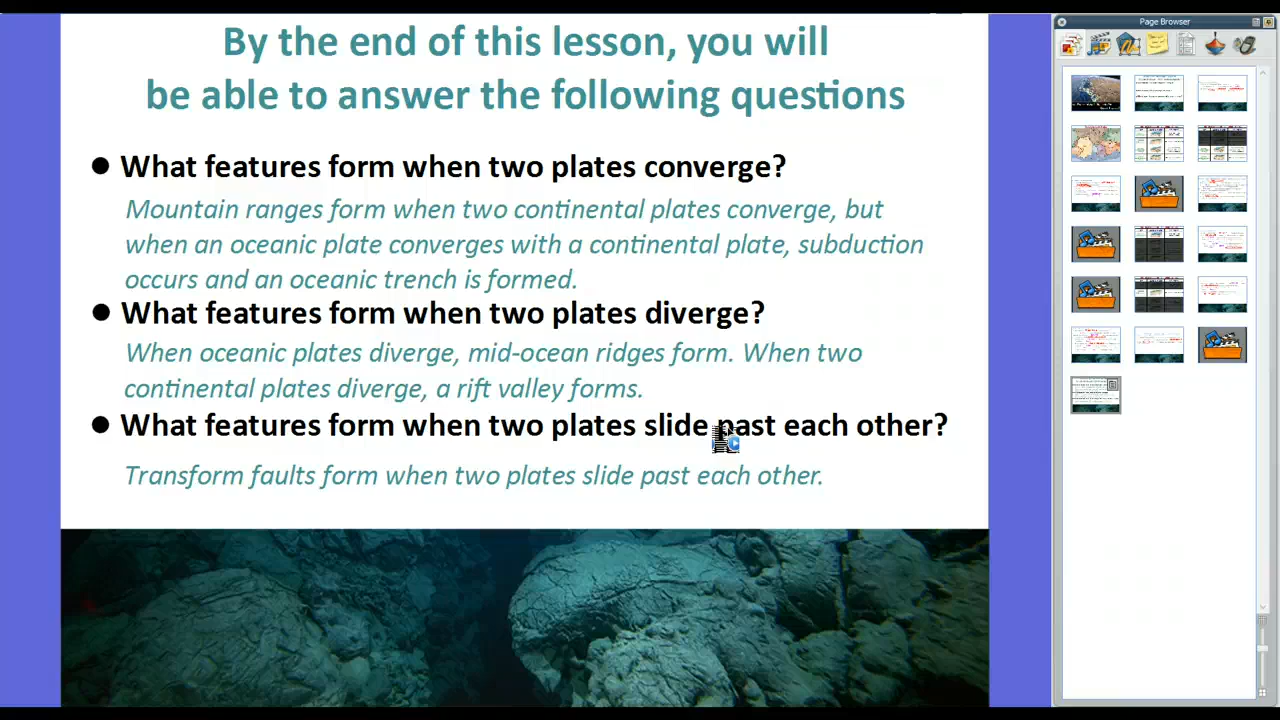 Page Browser
By the end of this lesson, you will
be able to answer the following questions
● What features form when two plates converge?
Mountain ranges form when two continental plates converge, but
when an oceanic plate converges with a continental plate, subduction
occurs and an oceanic trench is formed.
● What features form when two plates diverge?
When oceanic plates diverge, mid-ocean ridges form. When two
continental plates diverge, a rift valley forms.
● What features form when two plates slide past each other?
Transform faults form when two plates slide past each other.